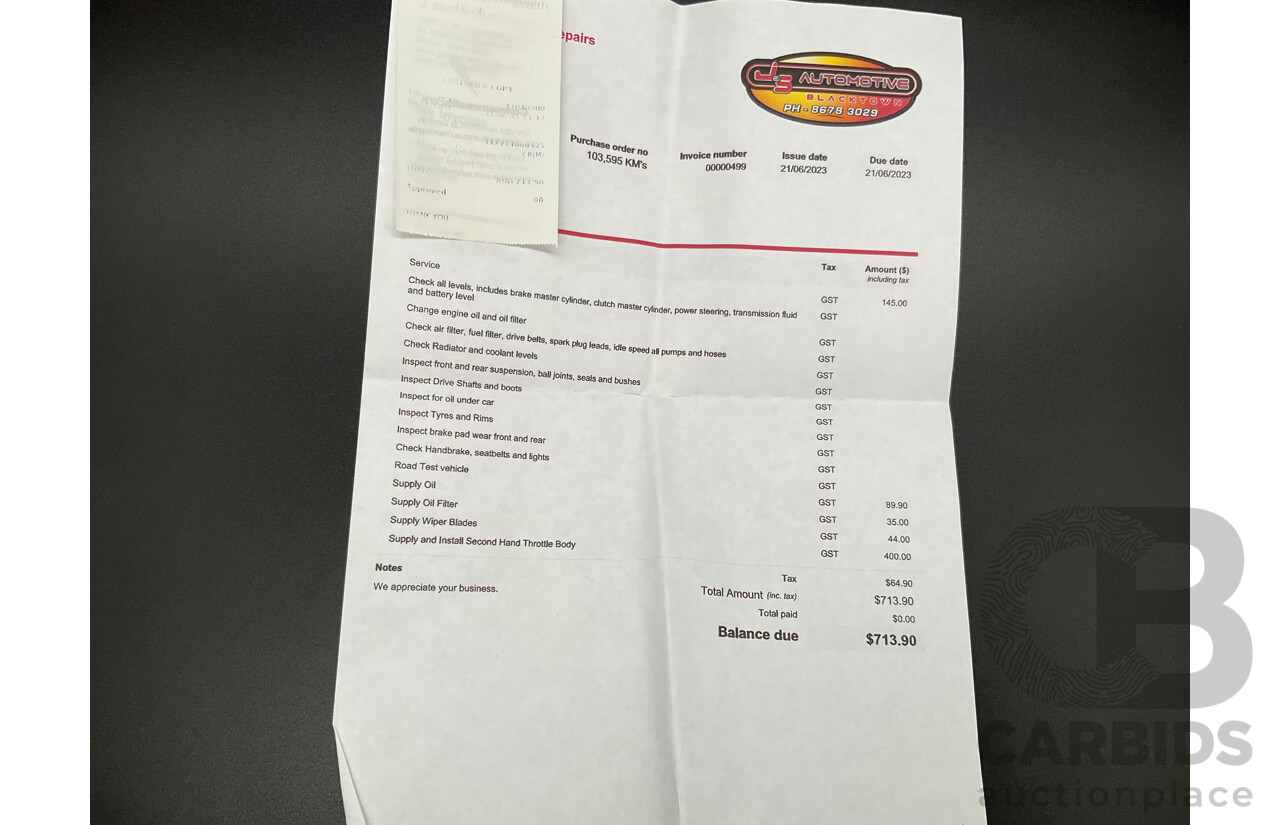 epairs
CUSTOMER COPY
AUD 713.90
Approved 00
THANK YOU
J&S AUTOMOTIVE
BLACKTOWN
PH - 8678 3029
Purchase order no Invoice number Issue date Due date
103,595 KM's 00000499 21/06/2023 21/06/2023
Service Tax Amount ($)
including tax
GST 145.00
Check all levels, includes brake master cylinder, clutch master cylinder, power steering, transmission fluid GST
and battery level
Change engine oil and oil filter GST
Check air filter, fuel filter, drive belts, spark plug leads, idle speed all pumps and hoses GST
Check Radiator and coolant levels GST
Inspect front and rear suspension, ball joints, seals and bushes GST
Inspect Drive Shafts and boots GST
Inspect for oil under car GST
Inspect Tyres and Rims GST
Inspect brake pad wear front and rear GST
Check Handbrake, seatbelts and lights GST
Road Test vehicle GST
Supply Oil GST 89.90
Supply Oil Filter GST 35.00
Supply Wiper Blades GST 44.00
Supply and Install Second Hand Throttle Body GST 400.00
Notes
We appreciate your business.
Tax $64.90
Total Amount (inc. tax) $713.90
Total paid $0.00
Balance due $713.90
CB
CARBIDS
auctionplace